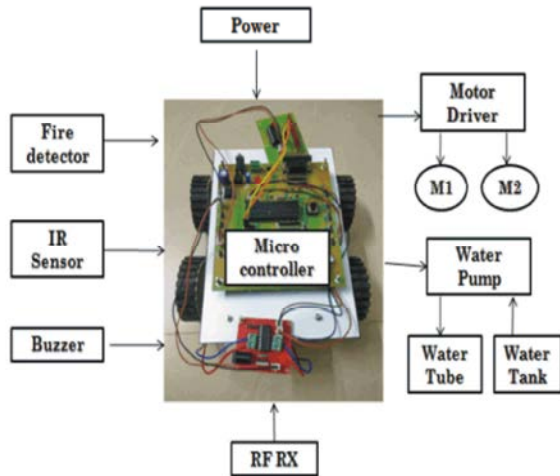 Power
Fire
detector
Motor
Driver
M1
M2
IR
Sensor
Micro
controller
Water
Pump
Buzzer
Water
Tube
Water
Tank
RF RX